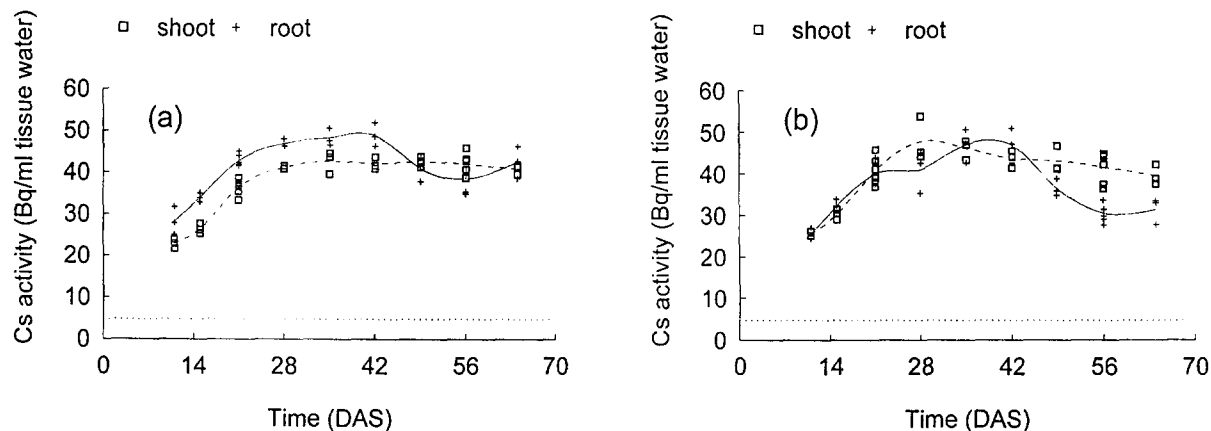 □ shoot + root
Cs activity (Bq/ml tissue water)
(a)
60
50
40
30
20
10
0
0 14 28 42 56 70
Time (DAS)
□ shoot + root
Cs activity (Bq/ml tissue water)
(b)
60
50
40
30
20
10
0
0 14 28 42 56 70
Time (DAS)